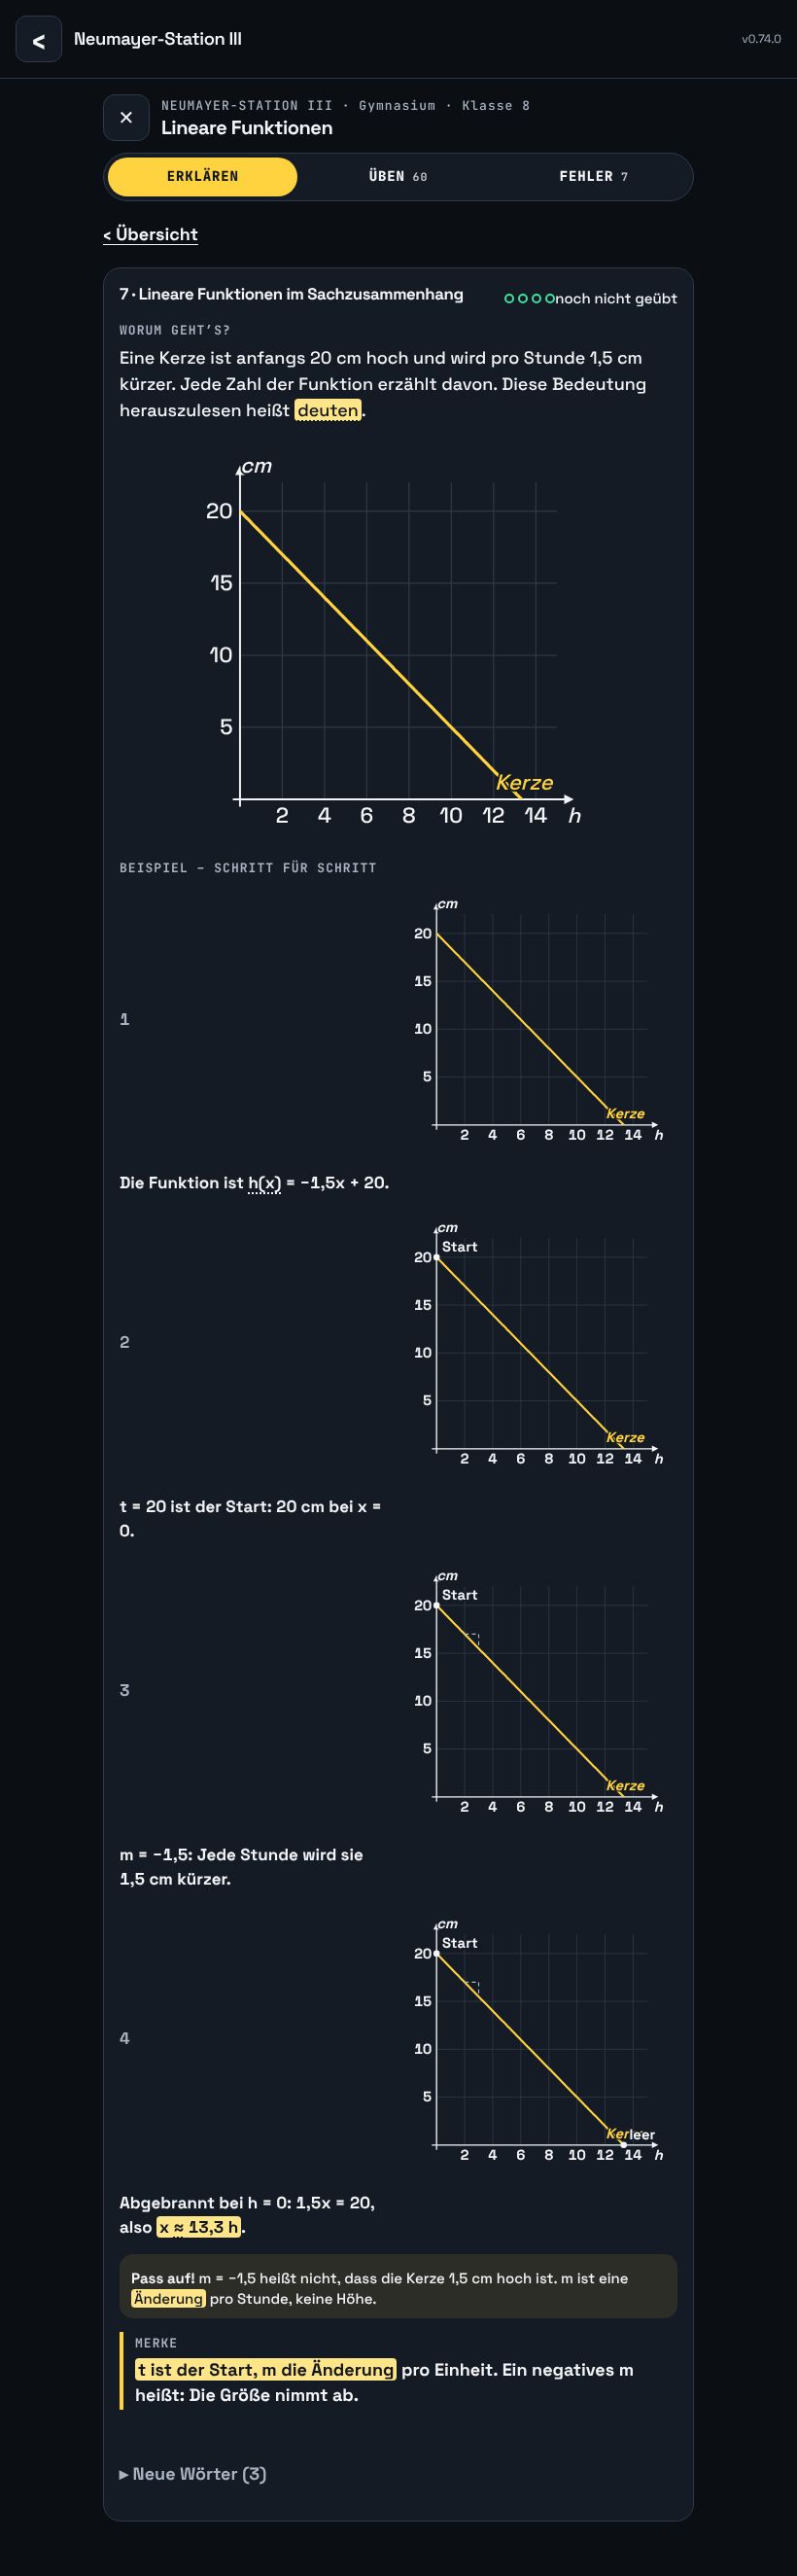 < Neumayer-Station III
v0.74.0
× NEUMAYER-STATION III · Gymnasium · Klasse 8
Lineare Funktionen
ERKLÄREN
ÜBEN 60
FEHLER 7
< Übersicht
7 · Lineare Funktionen im Sachzusammenhang
noch nicht geübt
WORUM GEHT'S?
Eine Kerze ist anfangs 20 cm hoch und wird pro Stunde 1,5 cm
kürzer. Jede Zahl der Funktion erzählt davon. Diese Bedeutung
herauszulesen heißt deuten.
cm
20
15
10
5
Kerze
2 4 6 8 10 12 14 h
BEISPIEL – SCHRITT FÜR SCHRITT
1
cm
20
15
10
5
Kerze
2 4 6 8 10 12 14 h
Die Funktion ist h(x) = −1,5x + 20.
2
cm
Start
20
15
10
5
Kerze
2 4 6 8 10 12 14 h
t = 20 ist der Start: 20 cm bei x =
0.
3
cm
Start
20
15
10
5
Kerze
2 4 6 8 10 12 14 h
m = −1,5: Jede Stunde wird sie
1,5 cm kürzer.
4
cm
Start
20
15
10
5
leer
2 4 6 8 10 12 14 h
Abgebrannt bei h = 0: 1,5x = 20,
also x ≈ 13,3 h.
Pass auf! m = −1,5 heißt nicht, dass die Kerze 1,5 cm hoch ist. m ist eine
Änderung pro Stunde, keine Höhe.
MERKE
t ist der Start, m die Änderung pro Einheit. Ein negatives m
heißt: Die Größe nimmt ab.
▸ Neue Wörter (3)